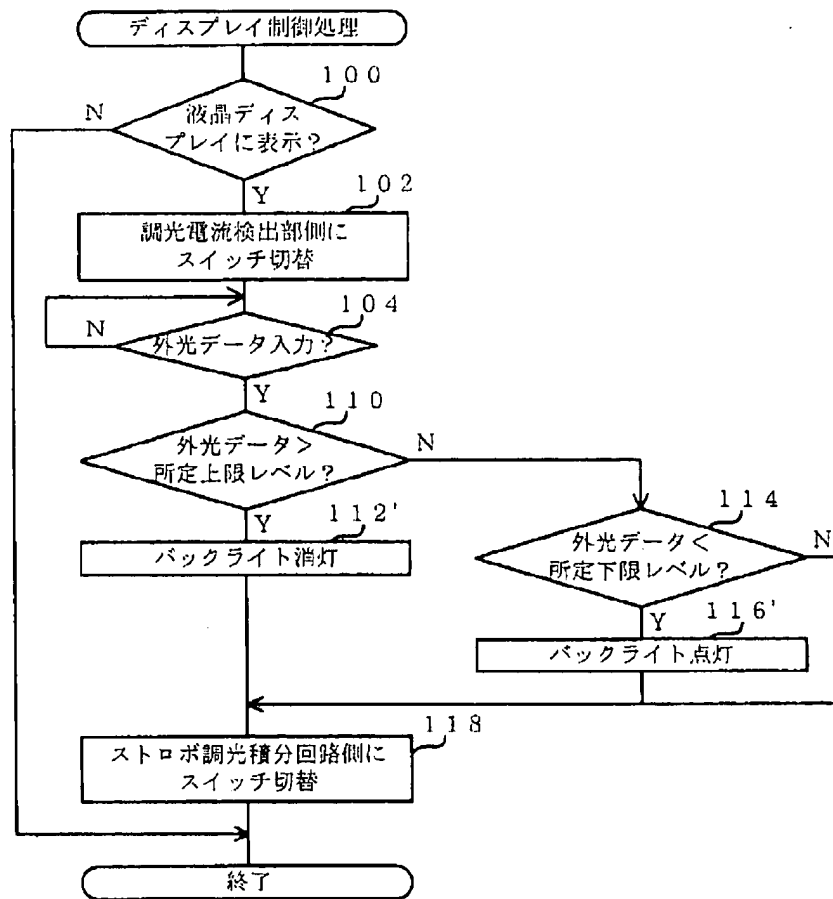 ディスプレイ制御処理
100
液晶ディス
プレイに表示?
N
Y
102
調光電流検出部側に
スイッチ切替
104
外光データ入力?
N
Y
110
外光データ>
所定上限レベル?
N
Y
112'
バックライト消灯
114
外光データ<
所定下限レベル?
N
Y
116'
バックライト点灯
118
ストロボ調光積分回路側に
スイッチ切替
終了